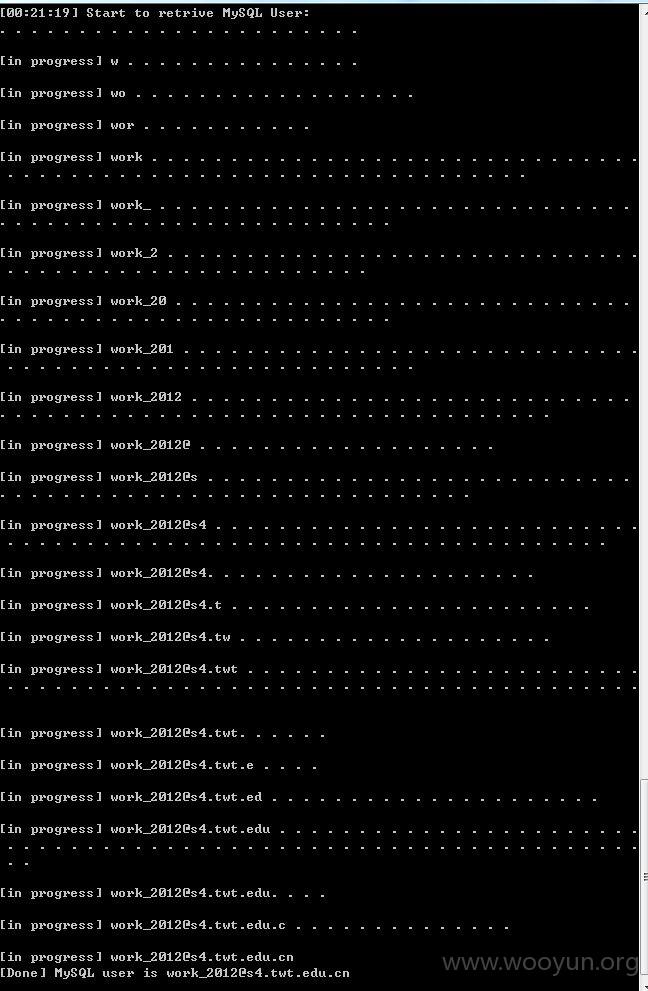 [00:21:19] Start to retrive MySQL User:
. . . . . . . . . . . . . . . . . . . . . . .
[in progress] w . . . . . . . . . . . . . . .
[in progress] wo . . . . . . . . . . . . . . . . . .
[in progress] wor . . . . . . . . . . .
[in progress] work . . . . . . . . . . . . . . . . . . . . . . . . . . . . . . .
. . . . . . . . . . . . . . . . . . . . . . . . . . . . . . . . .
[in progress] work_ . . . . . . . . . . . . . . . . . . . . . . . . . . . . . .
. . . . . . . . . . . . . . . . . . . . . . . . .
[in progress] work_2 . . . . . . . . . . . . . . . . . . . . . . . . . . . . . .
. . . . . . . . . . . . . . . . . . . . . . .
[in progress] work_20 . . . . . . . . . . . . . . . . . . . . . . . . . . . . .
. . . . . . . . . . . . . . . . . . . . . . . . .
[in progress] work_201 . . . . . . . . . . . . . . . . . . . . . . . . . . . . .
. . . . . . . . . . . . . . . . . . . . . . . . . .
[in progress] work_2012 . . . . . . . . . . . . . . . . . . . . . . . . . . . .
. . . . . . . . . . . . . . . . . . . . . . . . . . . . . . . . . . .
[in progress] work_2012@ . . . . . . . . . . . . . . . . . . .
[in progress] work_2012@s . . . . . . . . . . . . . . . . . . . . . . . . . . .
. . . . . . . . . . . . . . . . . . . . . . . . . . . . . .
[in progress] work_2012@s4 . . . . . . . . . . . . . . . . . . . . . . . . . . .
. . . . . . . . . . . . . . . . . . . . . . . . . . . . . . . . . . . . . .
[in progress] work_2012@s4. . . . . . . . . . . . . . . . . . . . .
[in progress] work_2012@s4.t . . . . . . . . . . . . . . . . . . . . . . .
[in progress] work_2012@s4.tw . . . . . . . . . . . . . . . . . . . .
[in progress] work_2012@s4.twt . . . . . . . . . . . . . . . . . . . . . . . . .
. . . . . . . . . . . . . . . . . . . . . . . . . . . . . . . . . . . . . . . .
[in progress] work_2012@s4.twt. . . . . .
[in progress] work_2012@s4.twt.e . . . .
[in progress] work_2012@s4.twt.ed . . . . . . . . . . . . . . . . . . . . .
[in progress] work_2012@s4.twt.edu . . . . . . . . . . . . . . . . . . . . . . .
. . . . . . . . . . . . . . . . . . . . . . . . . . . . . . . . . . . . . . . .
. .
[in progress] work_2012@s4.twt.edu. . . .
[in progress] work_2012@s4.twt.edu.c . . . . . . . . . . . . . .
[in progress] work_2012@s4.twt.edu.cn
[Done] MySQL user is work_2012@s4.twt.edu.cn
www.wooyun.org